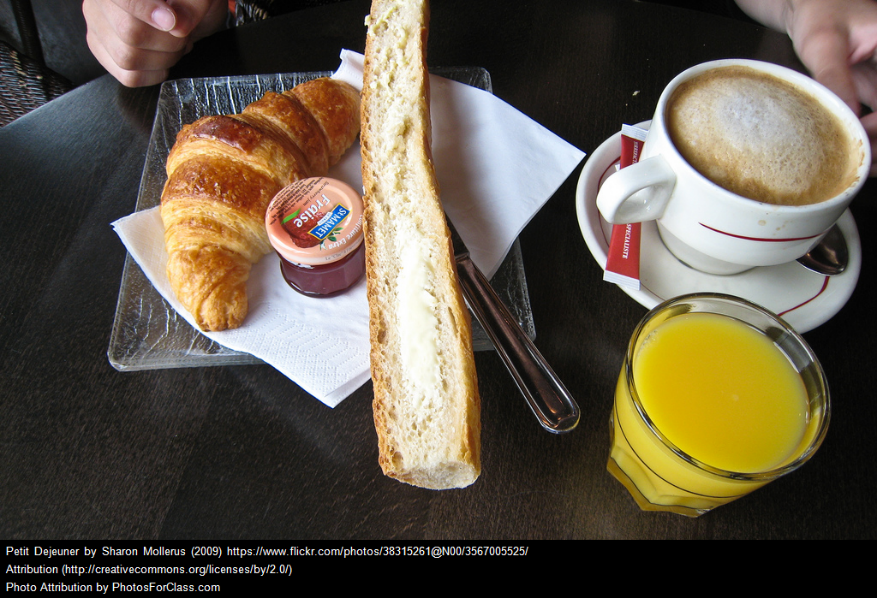 Fraise
ST MAMET
SPECIALISTE
Petit Dejeuner by Sharon Mollerus (2009) https://www.flickr.com/photos/38315261@N00/3567005525/
Attribution (http://creativecommons.org/licenses/by/2.0/)
Photo Attribution by PhotosForClass.com